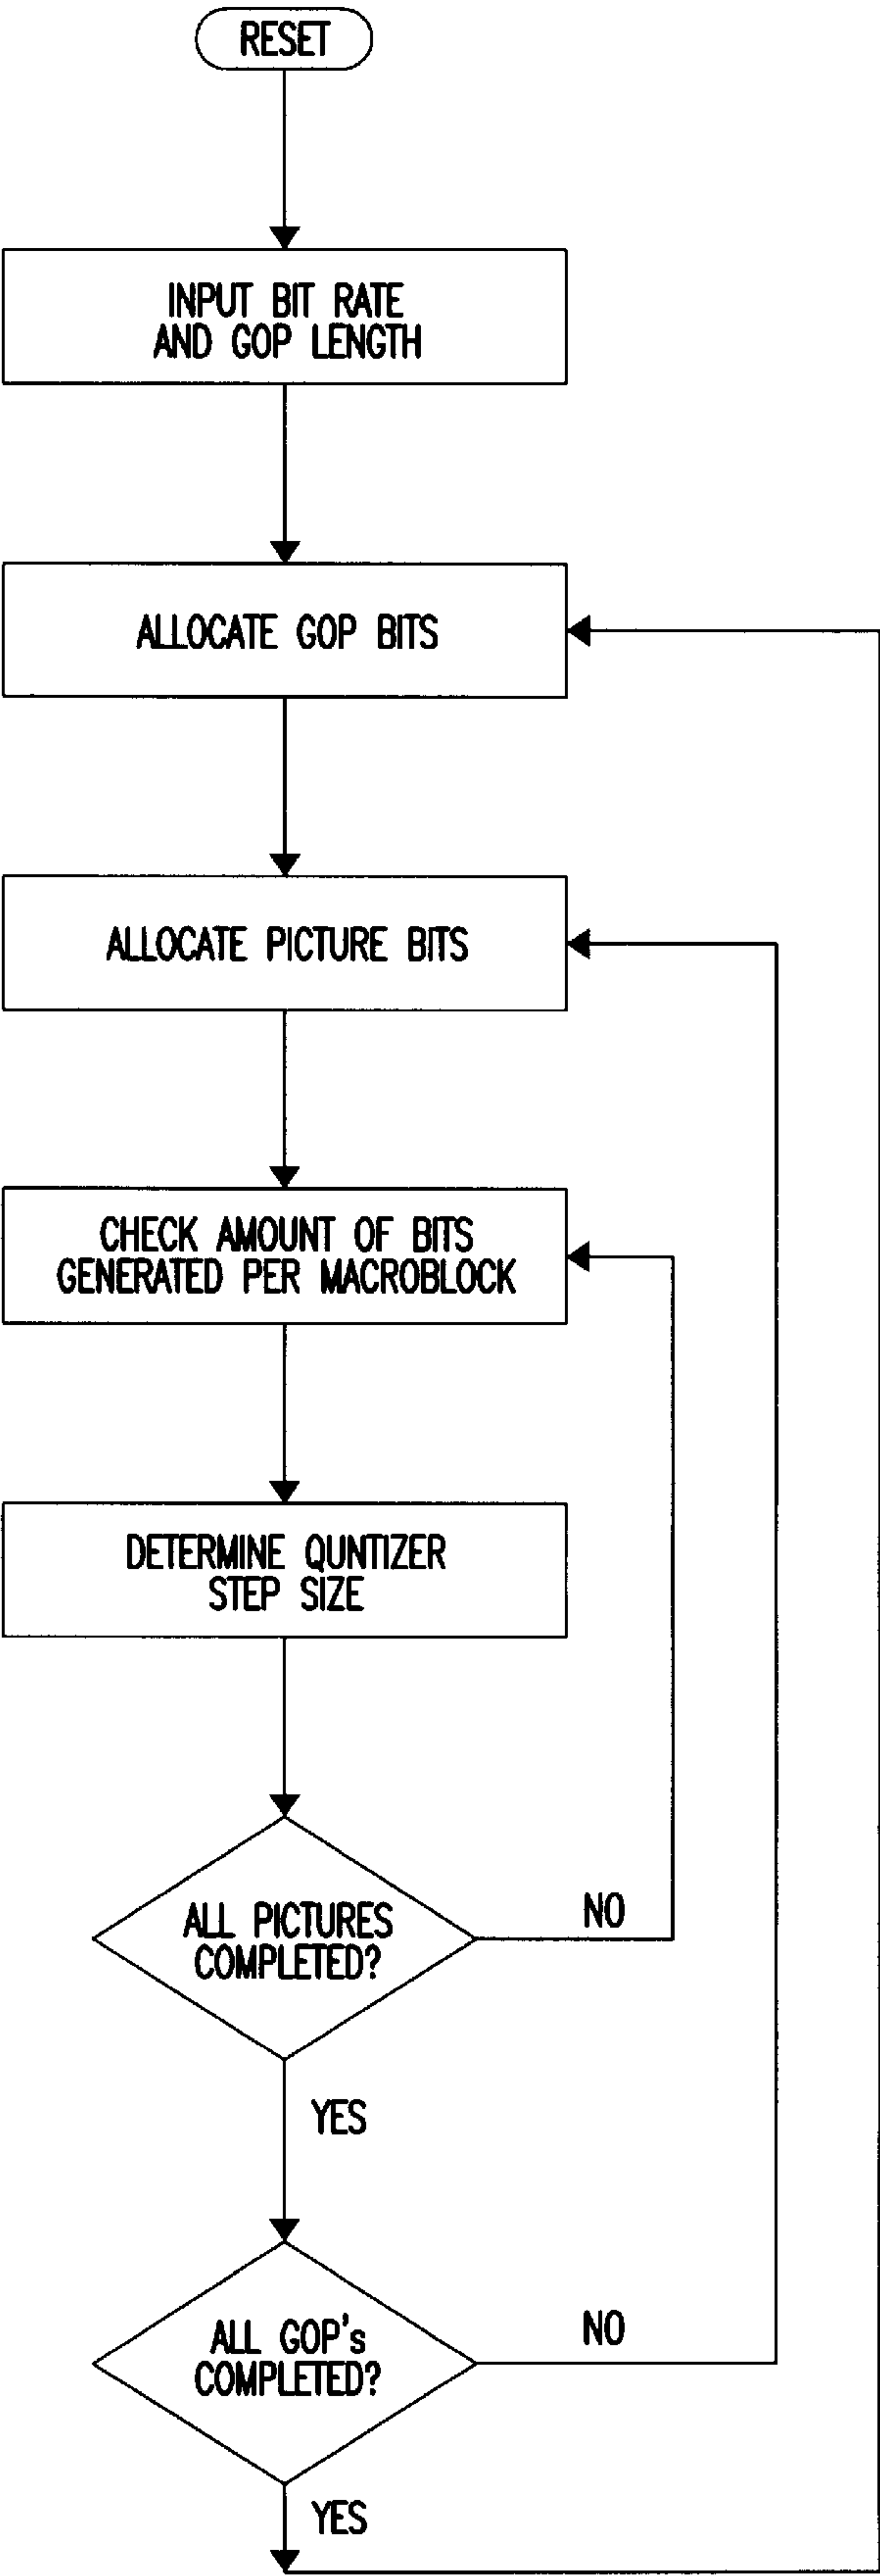 RESET
INPUT BIT RATE
AND GOP LENGTH
ALLOCATE GOP BITS
ALLOCATE PICTURE BITS
CHECK AMOUNT OF BITS
GENERATED PER MACROBLOCK
DETERMINE QUNTIZER
STEP SIZE
ALL PICTURES
COMPLETED?
NO
YES
ALL GOP's
COMPLETED?
NO
YES